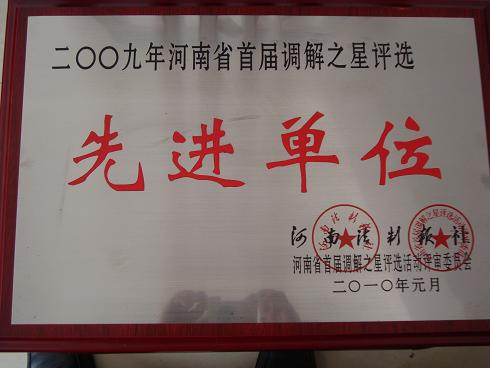 二〇〇九年河南省首届调解之星评选
先进单位
河南法制报社
河南省首届调解之星评选活动评审委员会
二〇一〇年元月